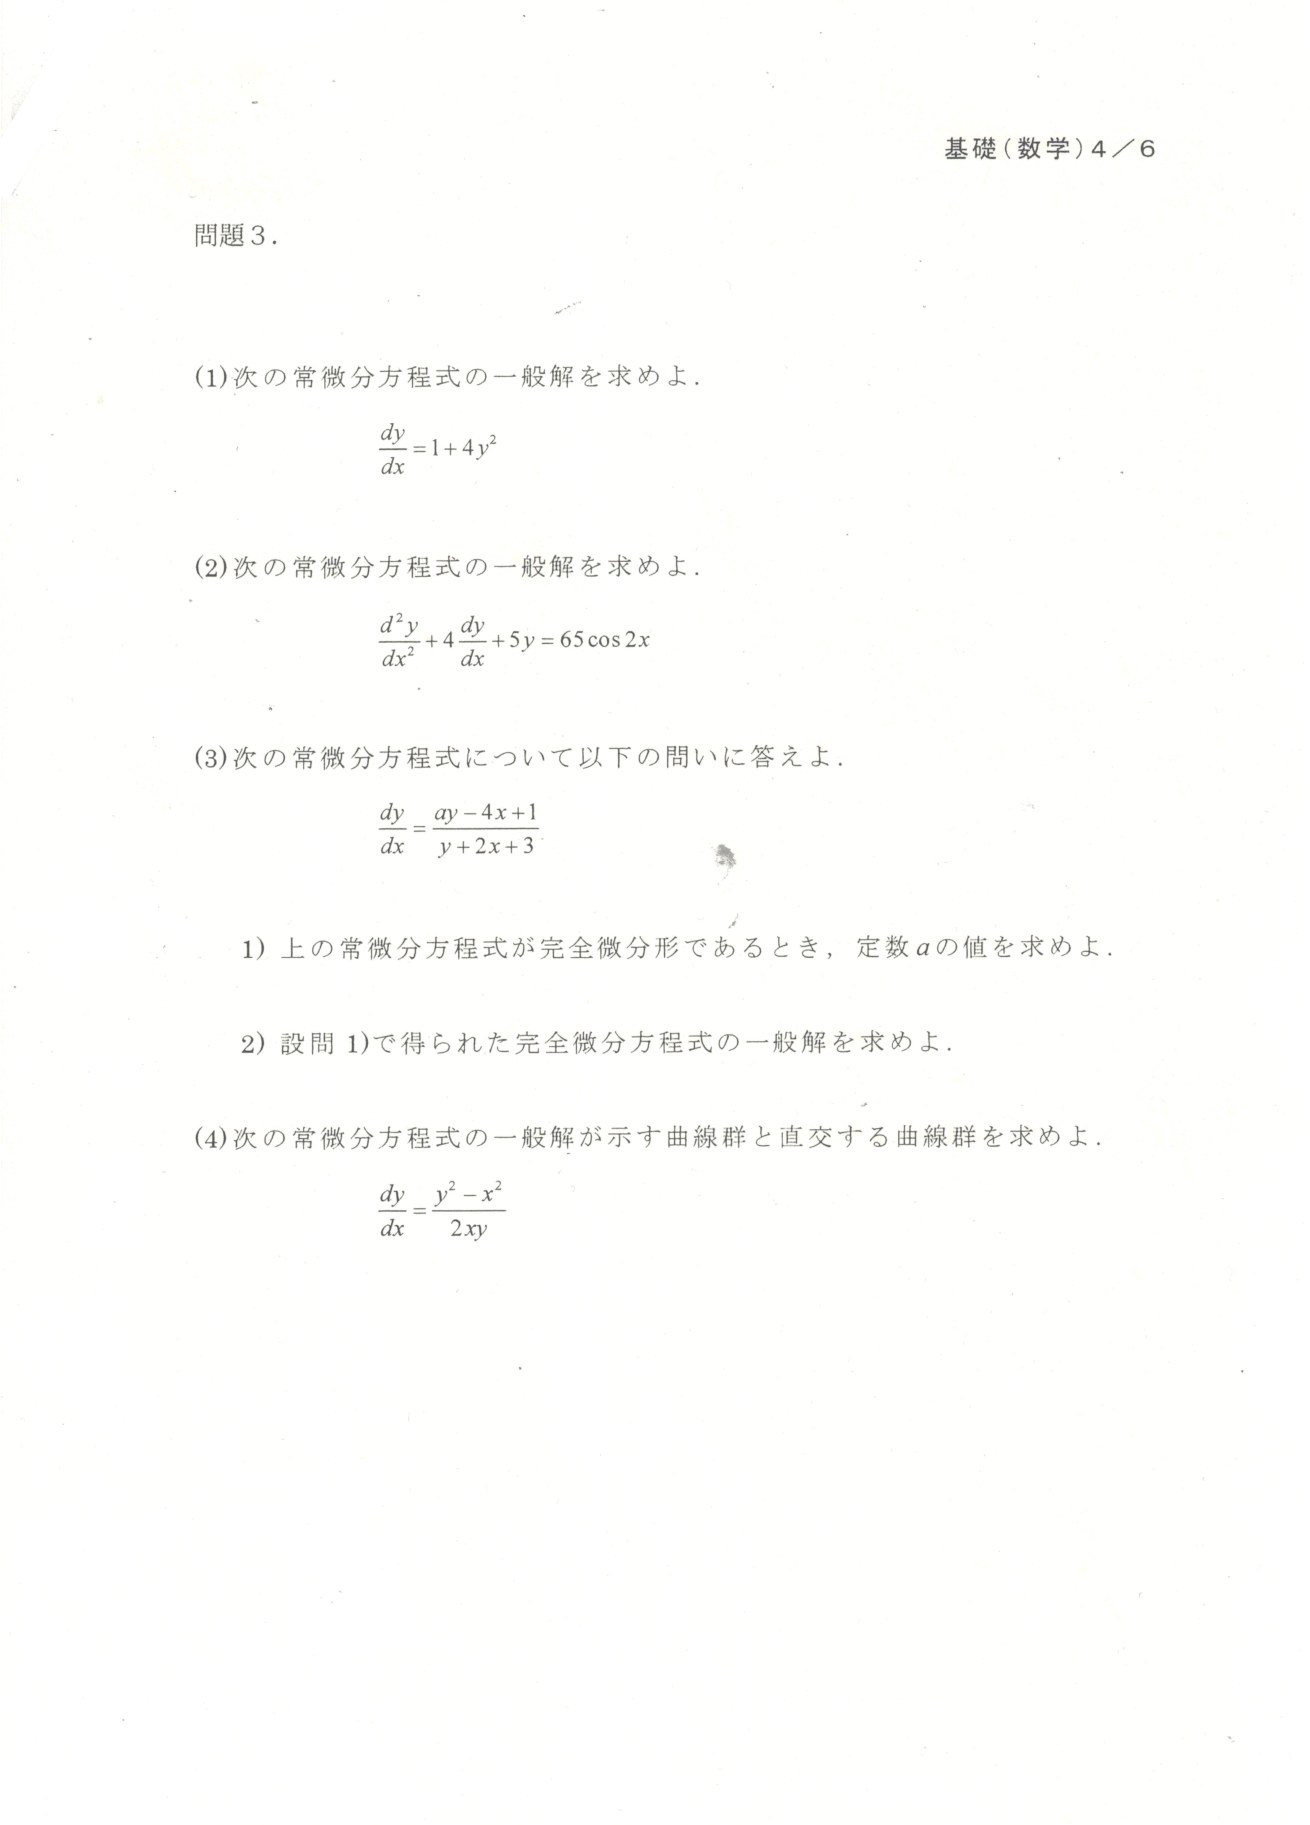 基礎（数学）４／６
問題３．
(1)次の常微分方程式の一般解を求めよ．
\frac{dy}{dx}=1+4y^2
(2)次の常微分方程式の一般解を求めよ．
\frac{d^2y}{dx^2}+4\frac{dy}{dx}+5y=65\cos 2x
(3)次の常微分方程式について以下の問いに答えよ．
\frac{dy}{dx}=\frac{ay-4x+1}{y+2x+3}
1) 上の常微分方程式が完全微分形であるとき，定数aの値を求めよ．
2) 設問 1)で得られた完全微分方程式の一般解を求めよ．
(4)次の常微分方程式の一般解が示す曲線群と直交する曲線群を求めよ．
\frac{dy}{dx}=\frac{y^2-x^2}{2xy}